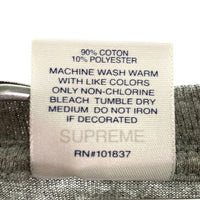 90% COTON
10% POLYESTER
MACHINE WASH WARM
WITH LIKE COLORS
ONLY NON-CHLORINE
BLEACH TUMBLE DRY
MEDIUM DO NOT IRON
IF DECORATED
SUPREME
RN#101837